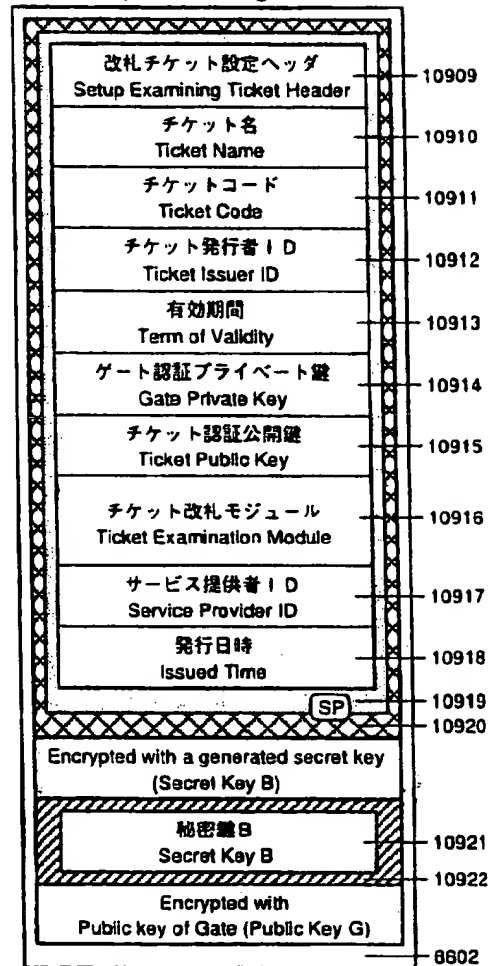 改札チケット設定ヘッダ
Setup Examining Ticket Header
10909
チケット名
Ticket Name
10910
チケットコード
Ticket Code
10911
チケット発行者ID
Ticket Issuer ID
10912
有効期間
Term of Validity
10913
ゲート認証プライベート鍵
Gate Private Key
10914
チケット認証公開鍵
Ticket Public Key
10915
チケット改札モジュール
Ticket Examination Module
10916
サービス提供者ID
Service Provider ID
10917
発行日時
Issued Time
10918
SP
10919
10920
Encrypted with a generated secret key
(Secret Key B)
秘密鍵B
Secret Key B
10921
10922
Encrypted with
Public key of Gate (Public Key G)
8602